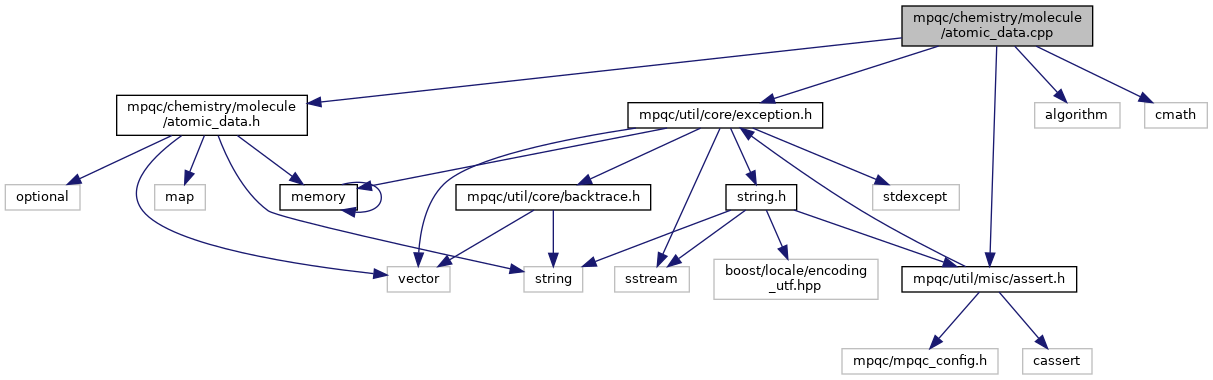 mpqc/chemistry/molecule
/atomic_data.cpp
mpqc/chemistry/molecule
/atomic_data.h
mpqc/util/core/exception.h
algorithm
cmath
optional
map
memory
mpqc/util/core/backtrace.h
string.h
stdexcept
vector
string
sstream
boost/locale/encoding
_utf.hpp
mpqc/util/misc/assert.h
mpqc/mpqc_config.h
cassert